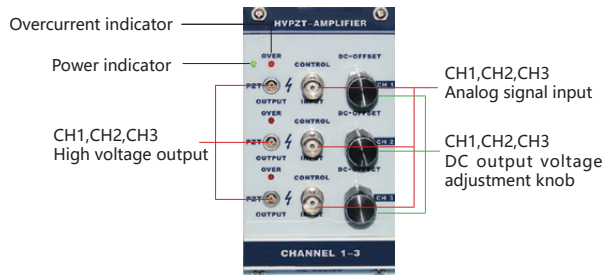 Overcurrent indicator
HVPZT-AMPLIFIER
Power indicator
OVER
CONTROL
DC-OFFSET
CH 1
PZT
OUTPUT
INPUT
CH1,CH2,CH3
Analog signal input
OVER
CONTROL
DC-OFFSET
CH1,CH2,CH3
High voltage output
PZT
CH 2
OUTPUT
INPUT
CH1,CH2,CH3
DC output voltage
adjustment knob
OVER
CONTROL
DC-OFFSET
PZT
CH 3
OUTPUT
INPUT
CHANNEL 1-3